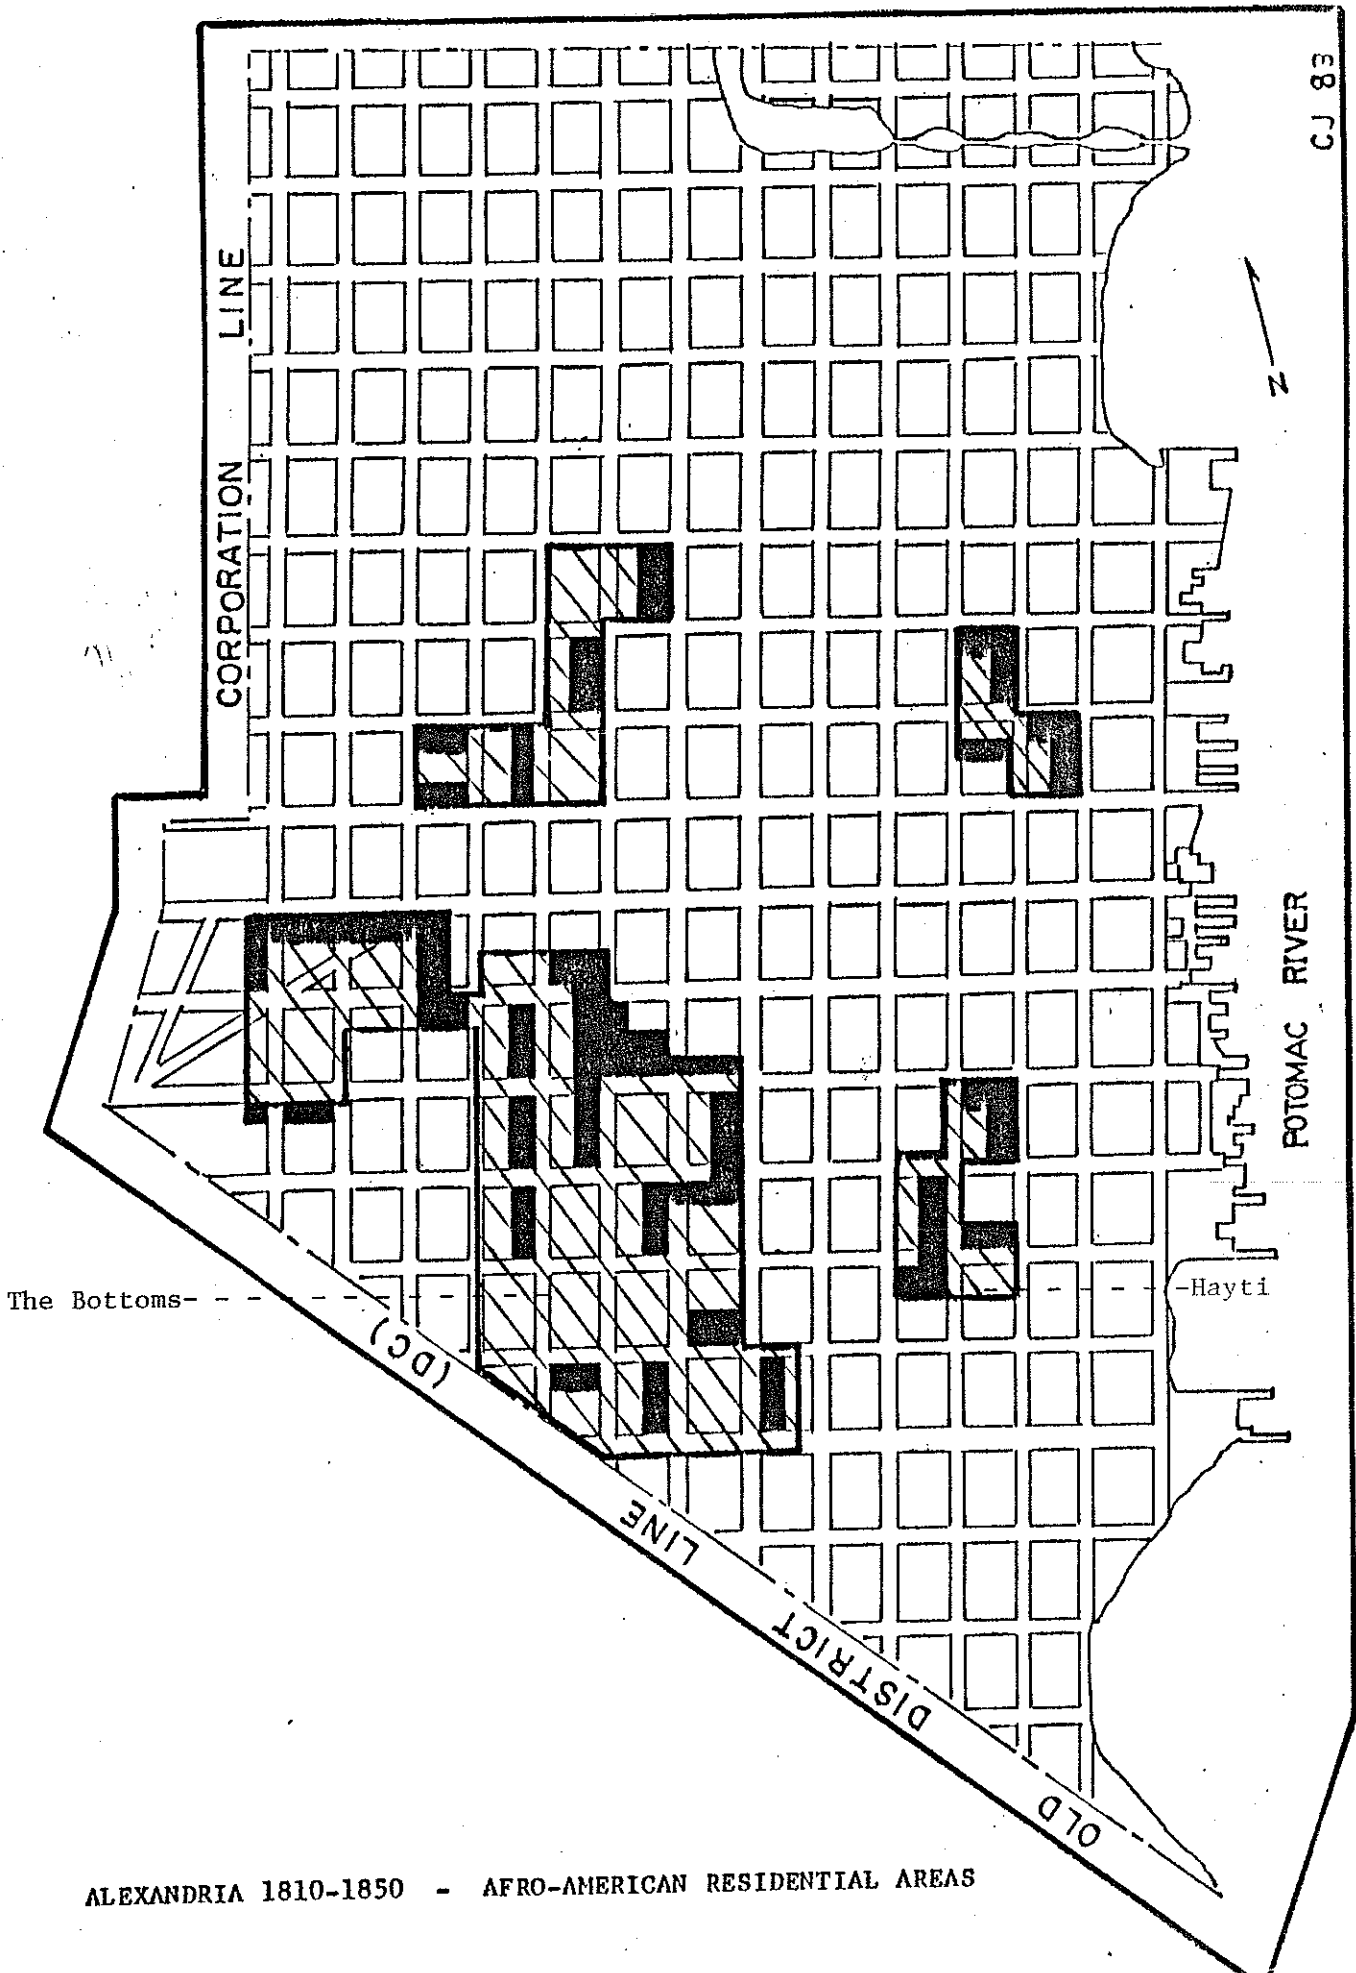 CJ 83
CORPORATION LINE
N
POTOMAC RIVER
The Bottoms
Hayti
OLD DISTRICT LINE (DC)
ALEXANDRIA 1810-1850 - AFRO-AMERICAN RESIDENTIAL AREAS